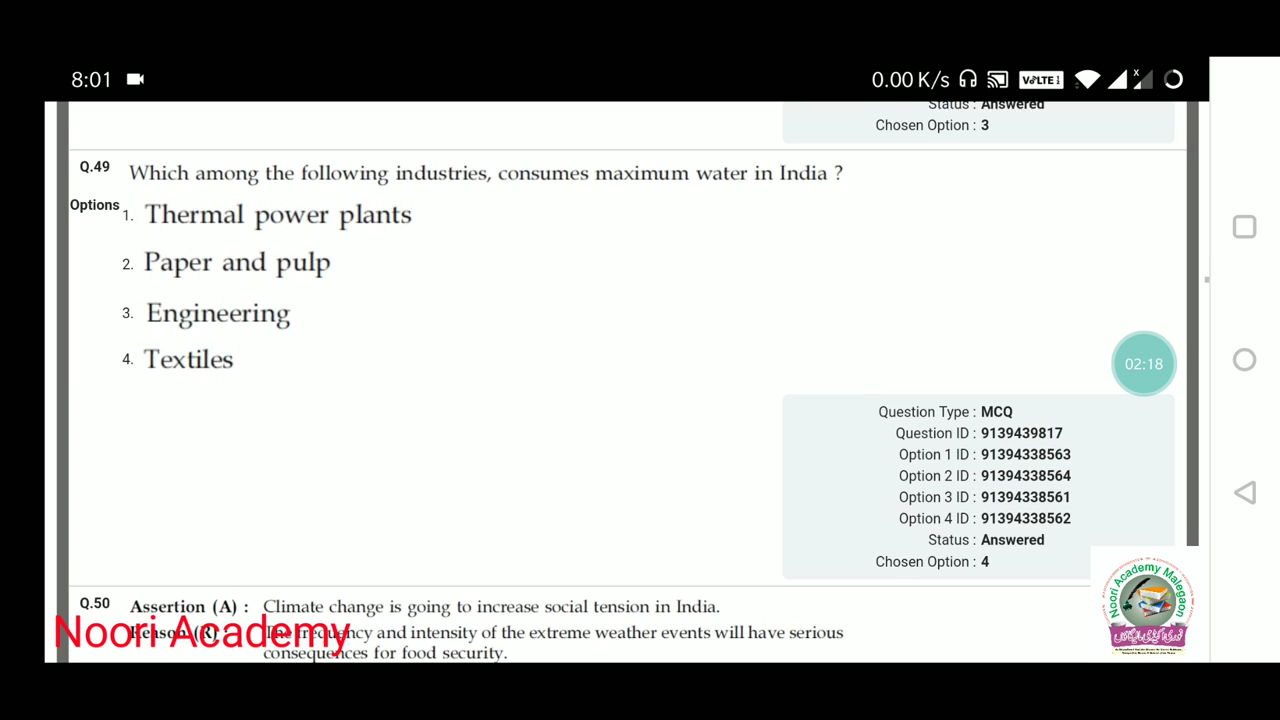 8:01 0.00 K/s VoLTE 1 x
Status : Answered
Chosen Option : 3
Q.49 Which among the following industries, consumes maximum water in India ?
Options 1. Thermal power plants
2. Paper and pulp
3. Engineering
4. Textiles
02:18
Question Type : MCQ
Question ID : 9139439817
Option 1 ID : 91394338563
Option 2 ID : 91394338564
Option 3 ID : 91394338561
Option 4 ID : 91394338562
Status : Answered
Chosen Option : 4
Noori Academy Malegaon
Q.50 Assertion (A) : Climate change is going to increase social tension in India.
Reason (R) : The frequency and intensity of the extreme weather events will have serious
consequences for food security.
Noori Academy